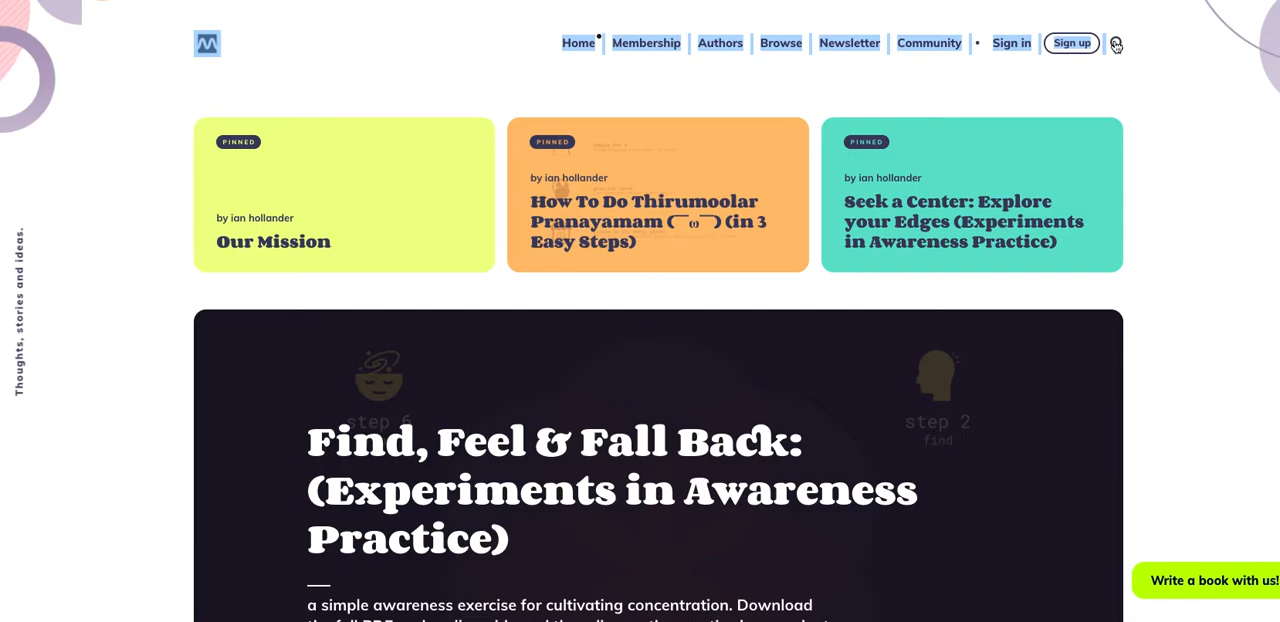 Home
Membership
Authors
Browse
Newsletter
Community
•
Sign in
Sign up
PINNED
by ian hollander
Our Mission
PINNED
by ian hollander
How To Do Thirumoolar
Pranayamam (￣ω￣) (in 3
Easy Steps)
PINNED
by ian hollander
Seek a Center: Explore
your Edges (Experiments
in Awareness Practice)
Thoughts, stories and ideas.
step 6
step 2
find
Find, Feel & Fall Back:
(Experiments in Awareness
Practice)
a simple awareness exercise for cultivating concentration. Download
Write a book with us!